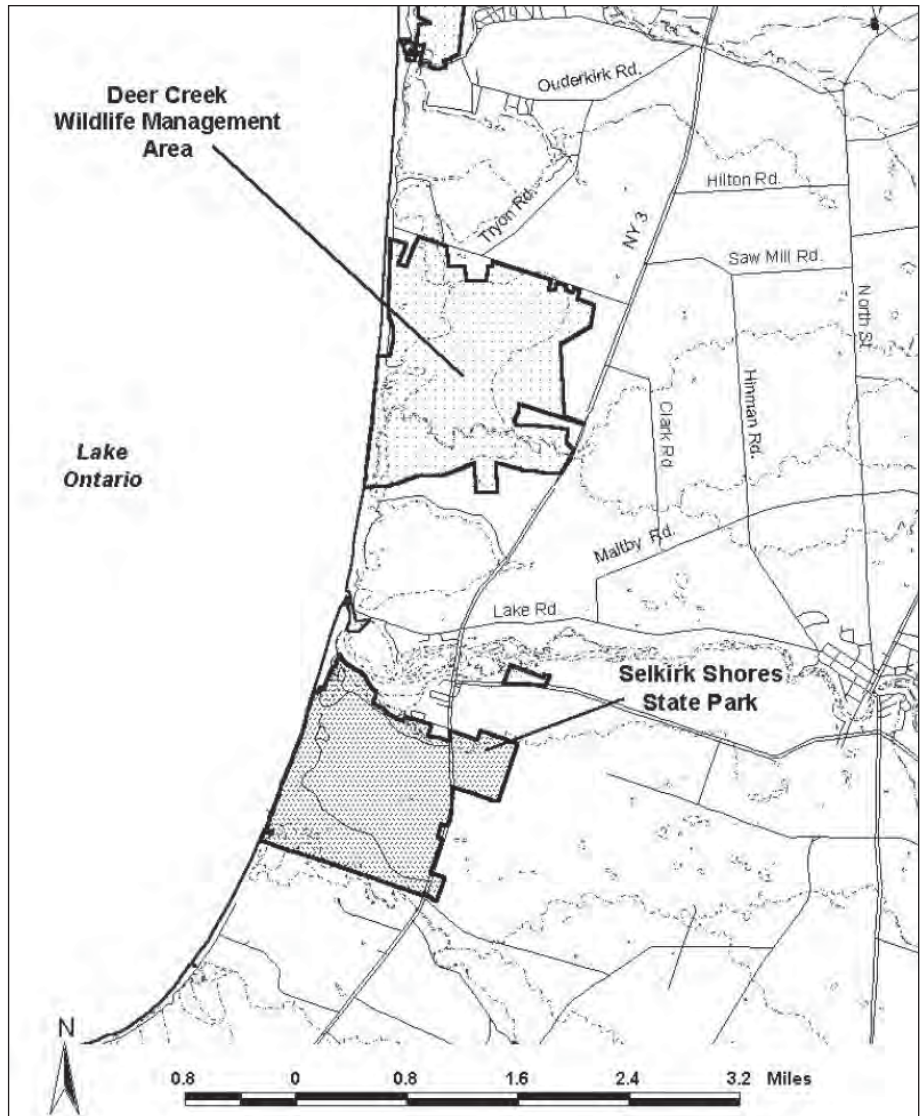 Ouderkirk Rd.
Deer Creek
Wildlife Management
Area
Hilton Rd.
Tryon Rd.
NY 3
Saw Mill Rd.
North St.
Hinman Rd.
Clark Rd.
Lake
Ontario
Maltby Rd.
Lake Rd.
Selkirk Shores
State Park
N
0.8 0 0.8 1.6 2.4 3.2 Miles